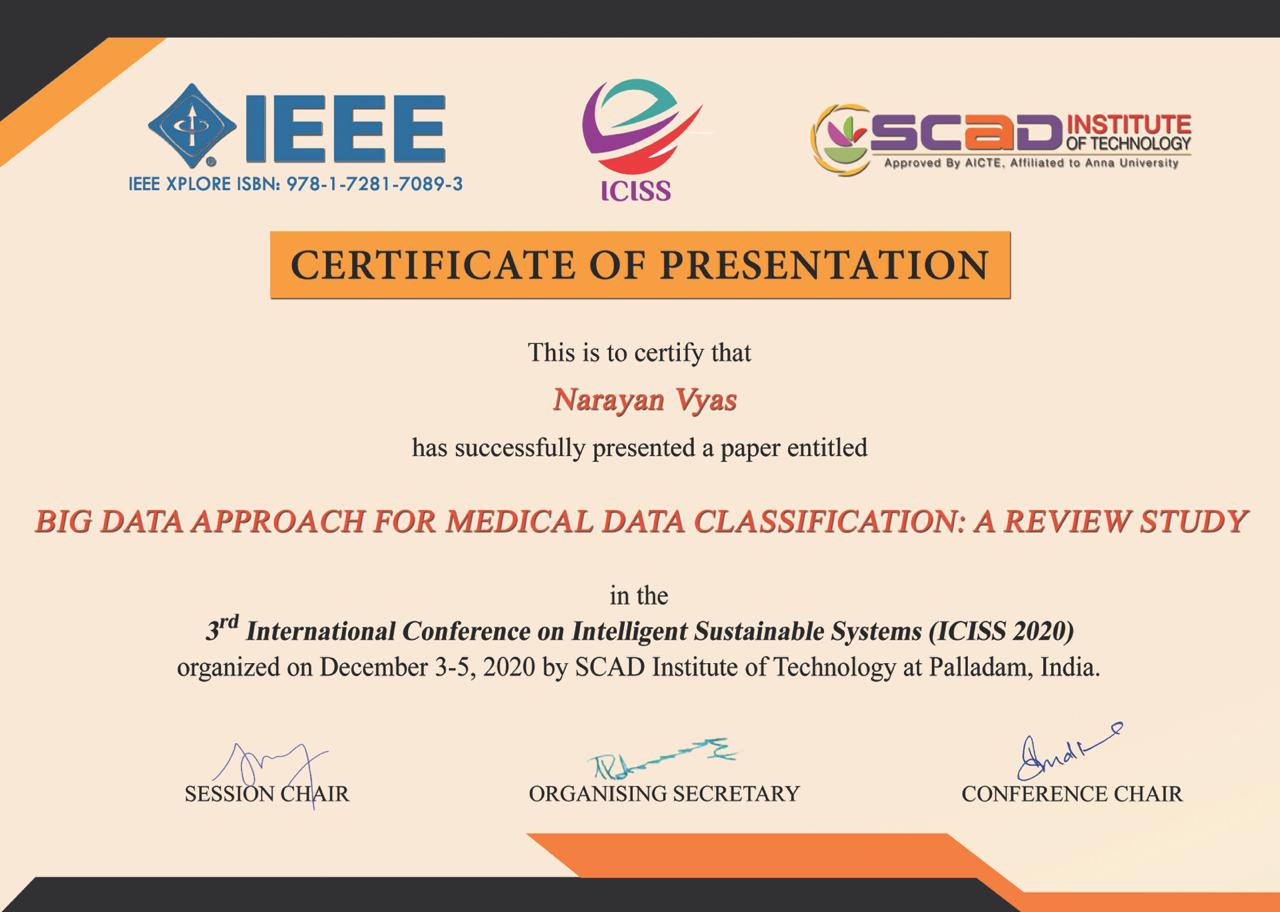 IEEE
IEEE XPLORE ISBN: 978-1-7281-7089-3
ICISS
SCAD INSTITUTE OF TECHNOLOGY
Approved By AICTE, Affiliated to Anna University
CERTIFICATE OF PRESENTATION
This is to certify that
Narayan Vyas
has successfully presented a paper entitled
BIG DATA APPROACH FOR MEDICAL DATA CLASSIFICATION: A REVIEW STUDY
in the
3rd International Conference on Intelligent Sustainable Systems (ICISS 2020)
organized on December 3-5, 2020 by SCAD Institute of Technology at Palladam, India.
SESSION CHAIR
ORGANISING SECRETARY
CONFERENCE CHAIR